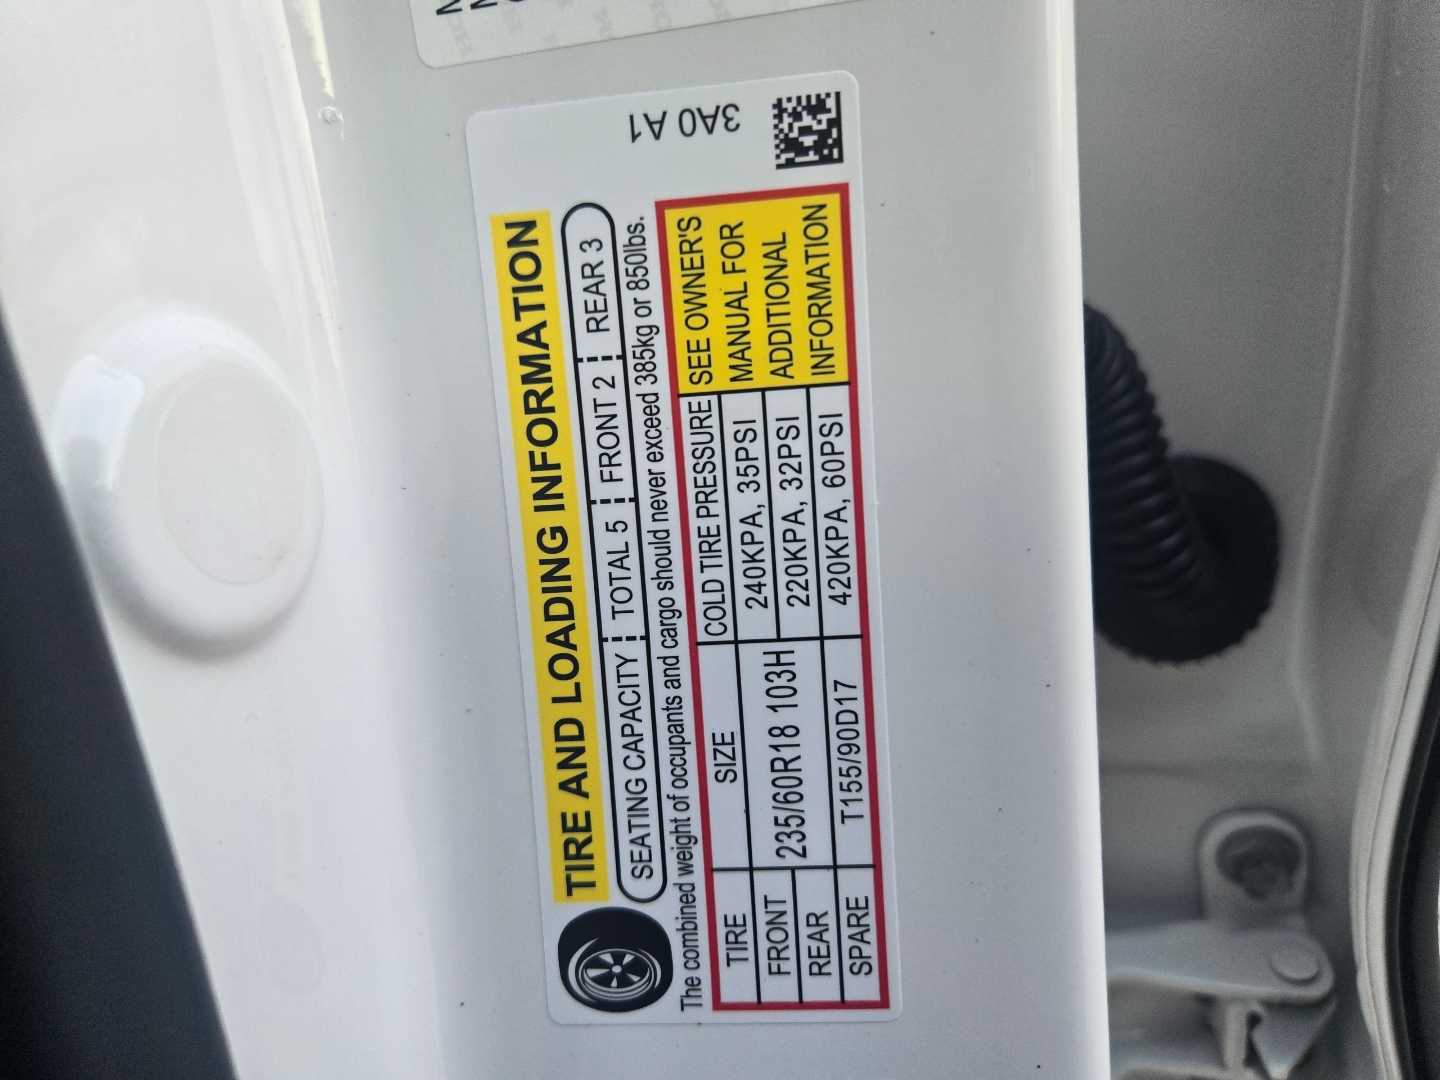 TIRE AND LOADING INFORMATION
SEATING CAPACITY TOTAL 5 FRONT 2 REAR 3
The combined weight of occupants and cargo should never exceed 385kg or 850lbs.
TIRE SIZE COLD TIRE PRESSURE
FRONT 235/60R18 103H 240KPA, 35PSI
REAR 220KPA, 32PSI
SPARE T155/90D17 420KPA, 60PSI
SEE OWNER'S
MANUAL FOR
ADDITIONAL
INFORMATION
3A0 A1